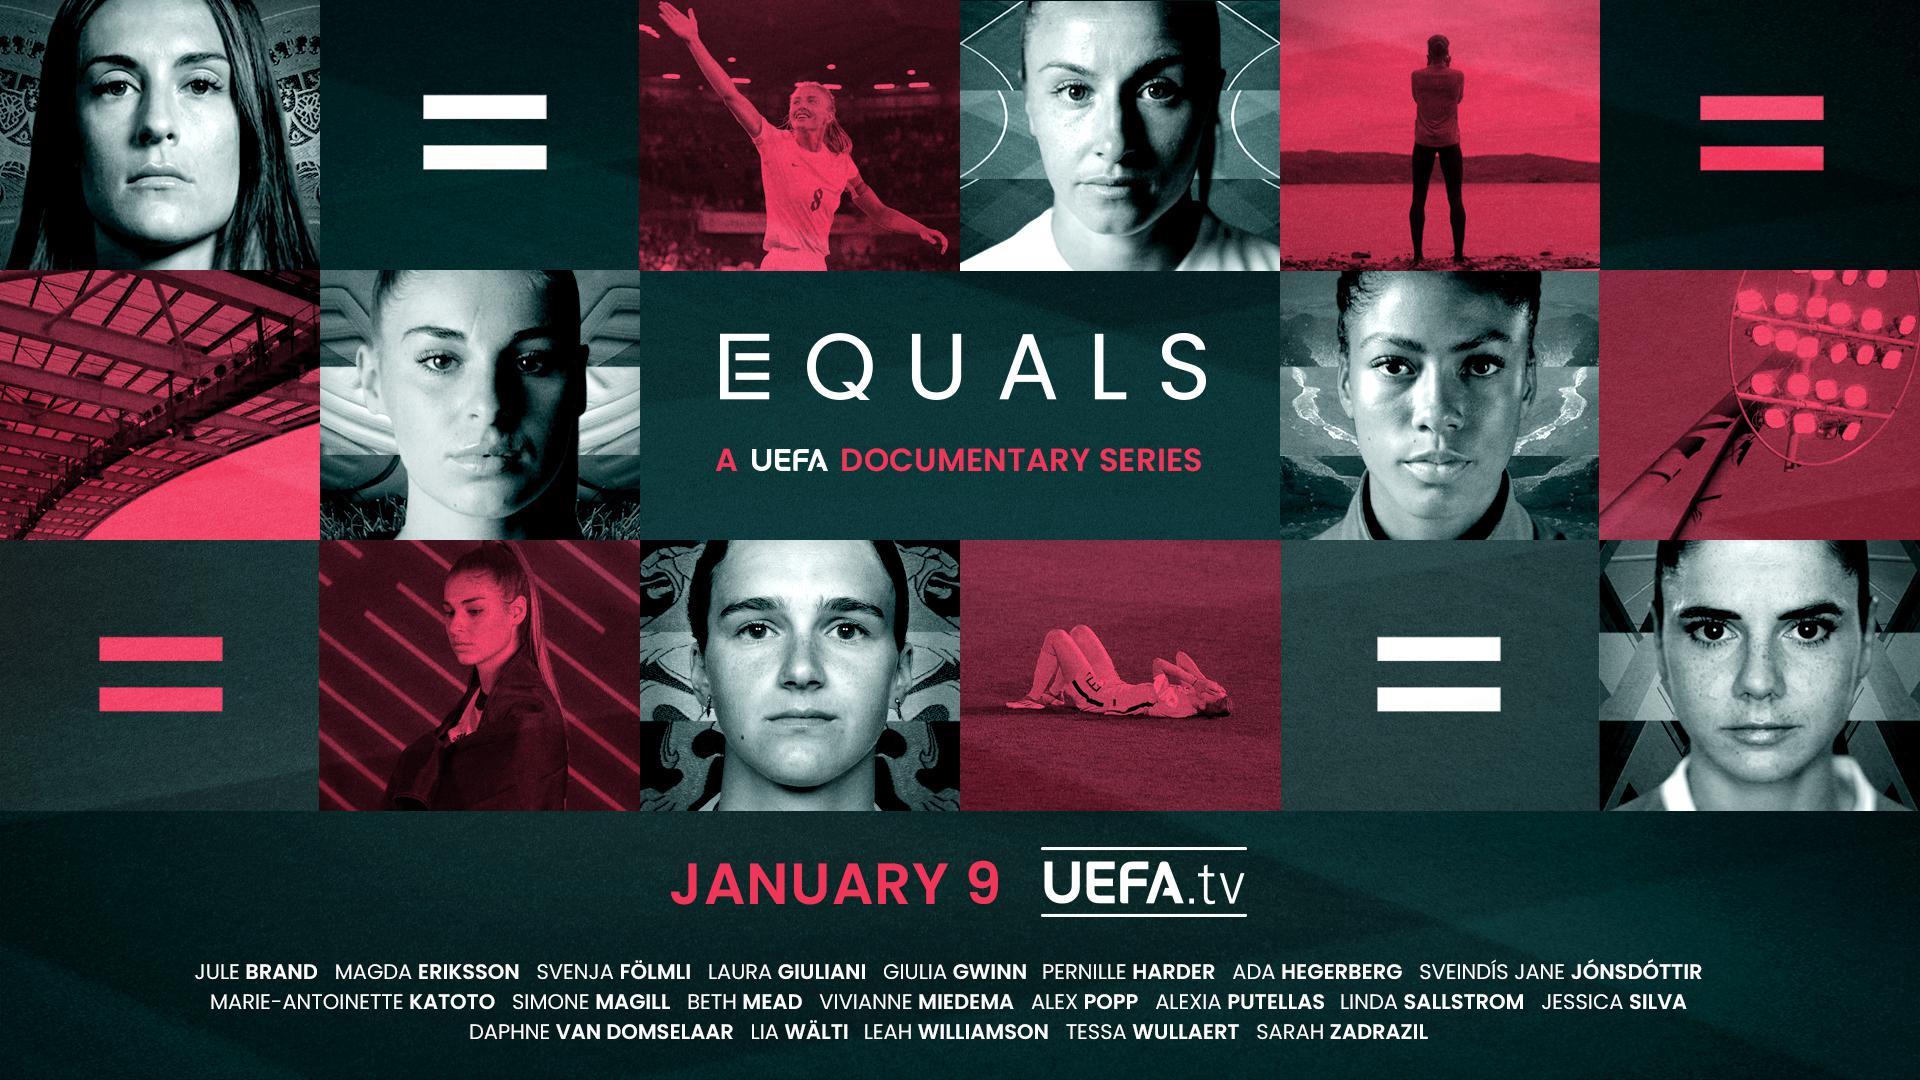 =
8
=
EQUALS
A UEFA DOCUMENTARY SERIES
=
=
JANUARY 9 UEFA.tv
JULE BRAND MAGDA ERIKSSON SVENJA FÖLMLI LAURA GIULIANI GIULIA GWINN PERNILLE HARDER ADA HEGERBERG SVEINDÍS JANE JÓNSDÓTTIR
MARIE-ANTOINETTE KATOTO SIMONE MAGILL BETH MEAD VIVIANNE MIEDEMA ALEX POPP ALEXIA PUTELLAS LINDA SALLSTROM JESSICA SILVA
DAPHNE VAN DOMSELAAR LIA WÄLTI LEAH WILLIAMSON TESSA WULLAERT SARAH ZADRAZIL